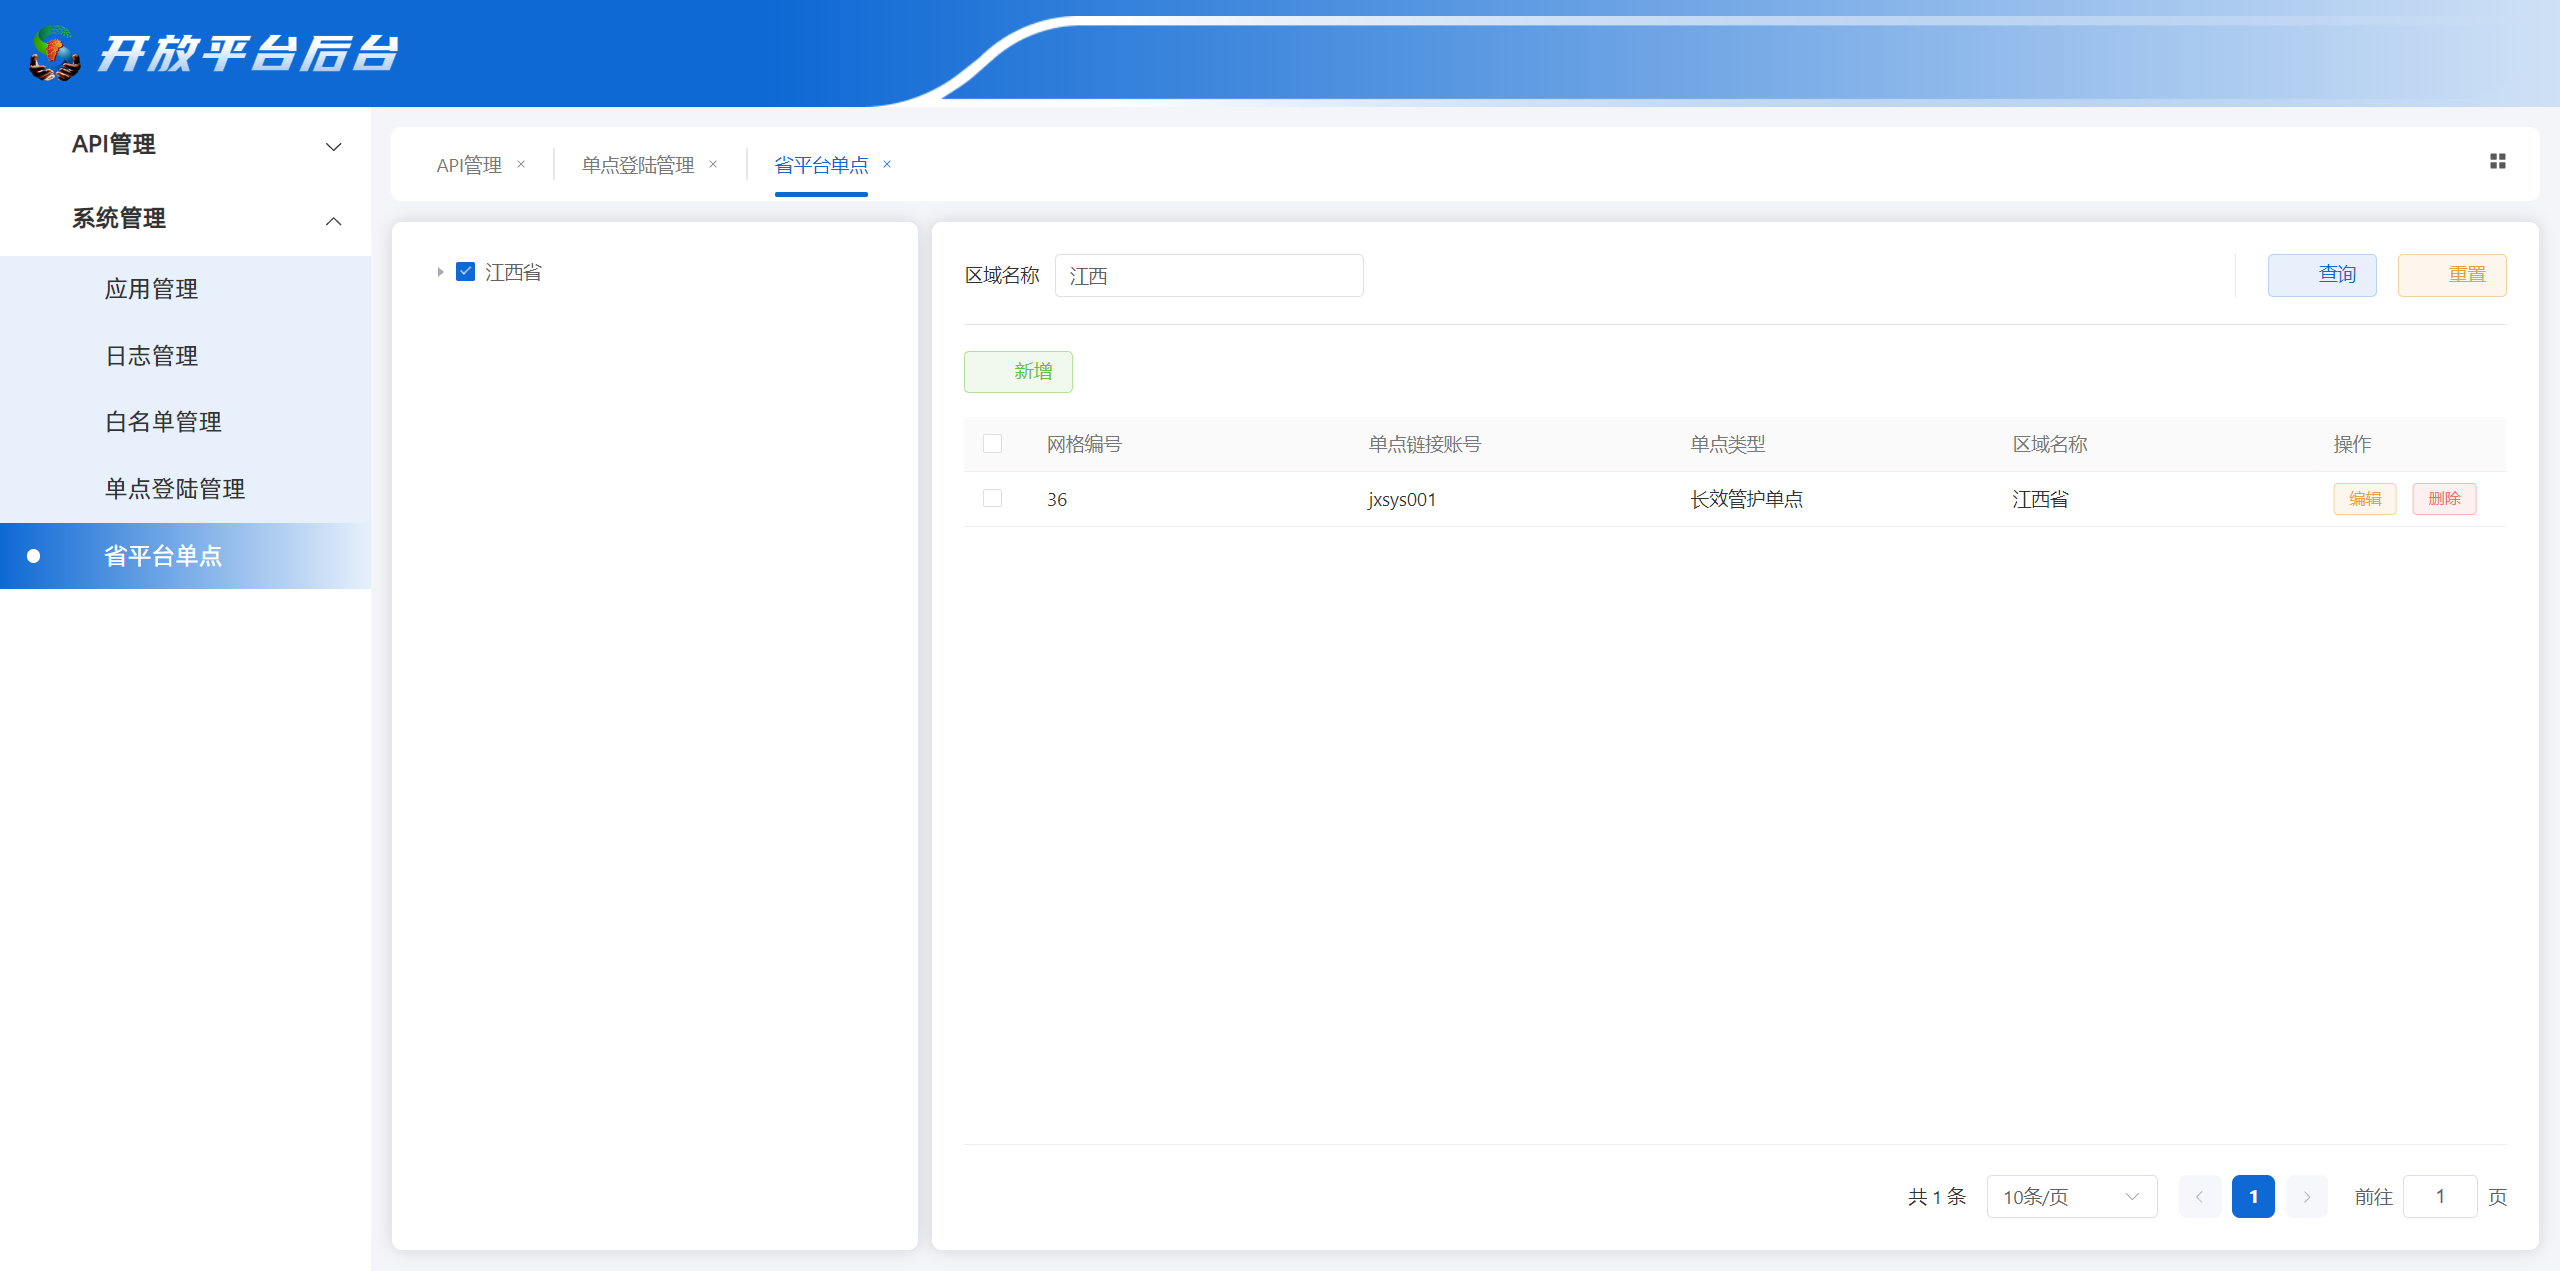 开放平台后台
API管理
系统管理
应用管理
日志管理
白名单管理
单点登陆管理
省平台单点
API管理 × 单点登陆管理 × 省平台单点 ×
江西省
区域名称 江西 查询 重置
新增
网格编号 单点链接账号 单点类型 区域名称 操作
36 jxsys001 长效管护单点 江西省 编辑 删除
共 1 条 10条/页 1 前往 1 页